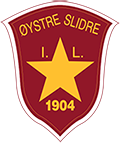 ØYSTRE SLIDRE
I. L.
1904